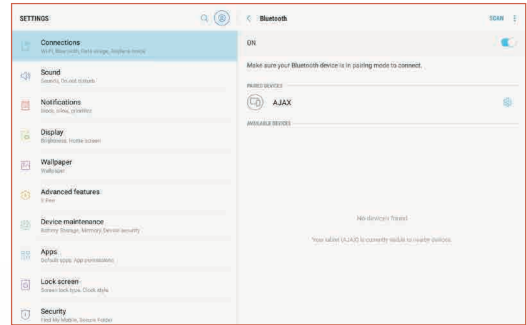 SETTINGS
Connections
Wi-Fi, Bluetooth, Data usage, Airplane mode
Sound
Sounds, Do not disturb
Notifications
Block, allow, prioritize
Display
Brightness, Home screen
Wallpaper
Wallpaper
Advanced features
S Pen
Device maintenance
Battery, Storage, Memory, Device security
Apps
Default apps, App permissions
Lock screen
Screen lock type, Clock style
Security
Find My Mobile, Secure Folder
Bluetooth
SCAN
ON
Make sure your Bluetooth device is in pairing mode to connect.
PAIRED DEVICES
AJAX
AVAILABLE DEVICES
No devices found
Your tablet (AJAX) is currently visible to nearby devices.